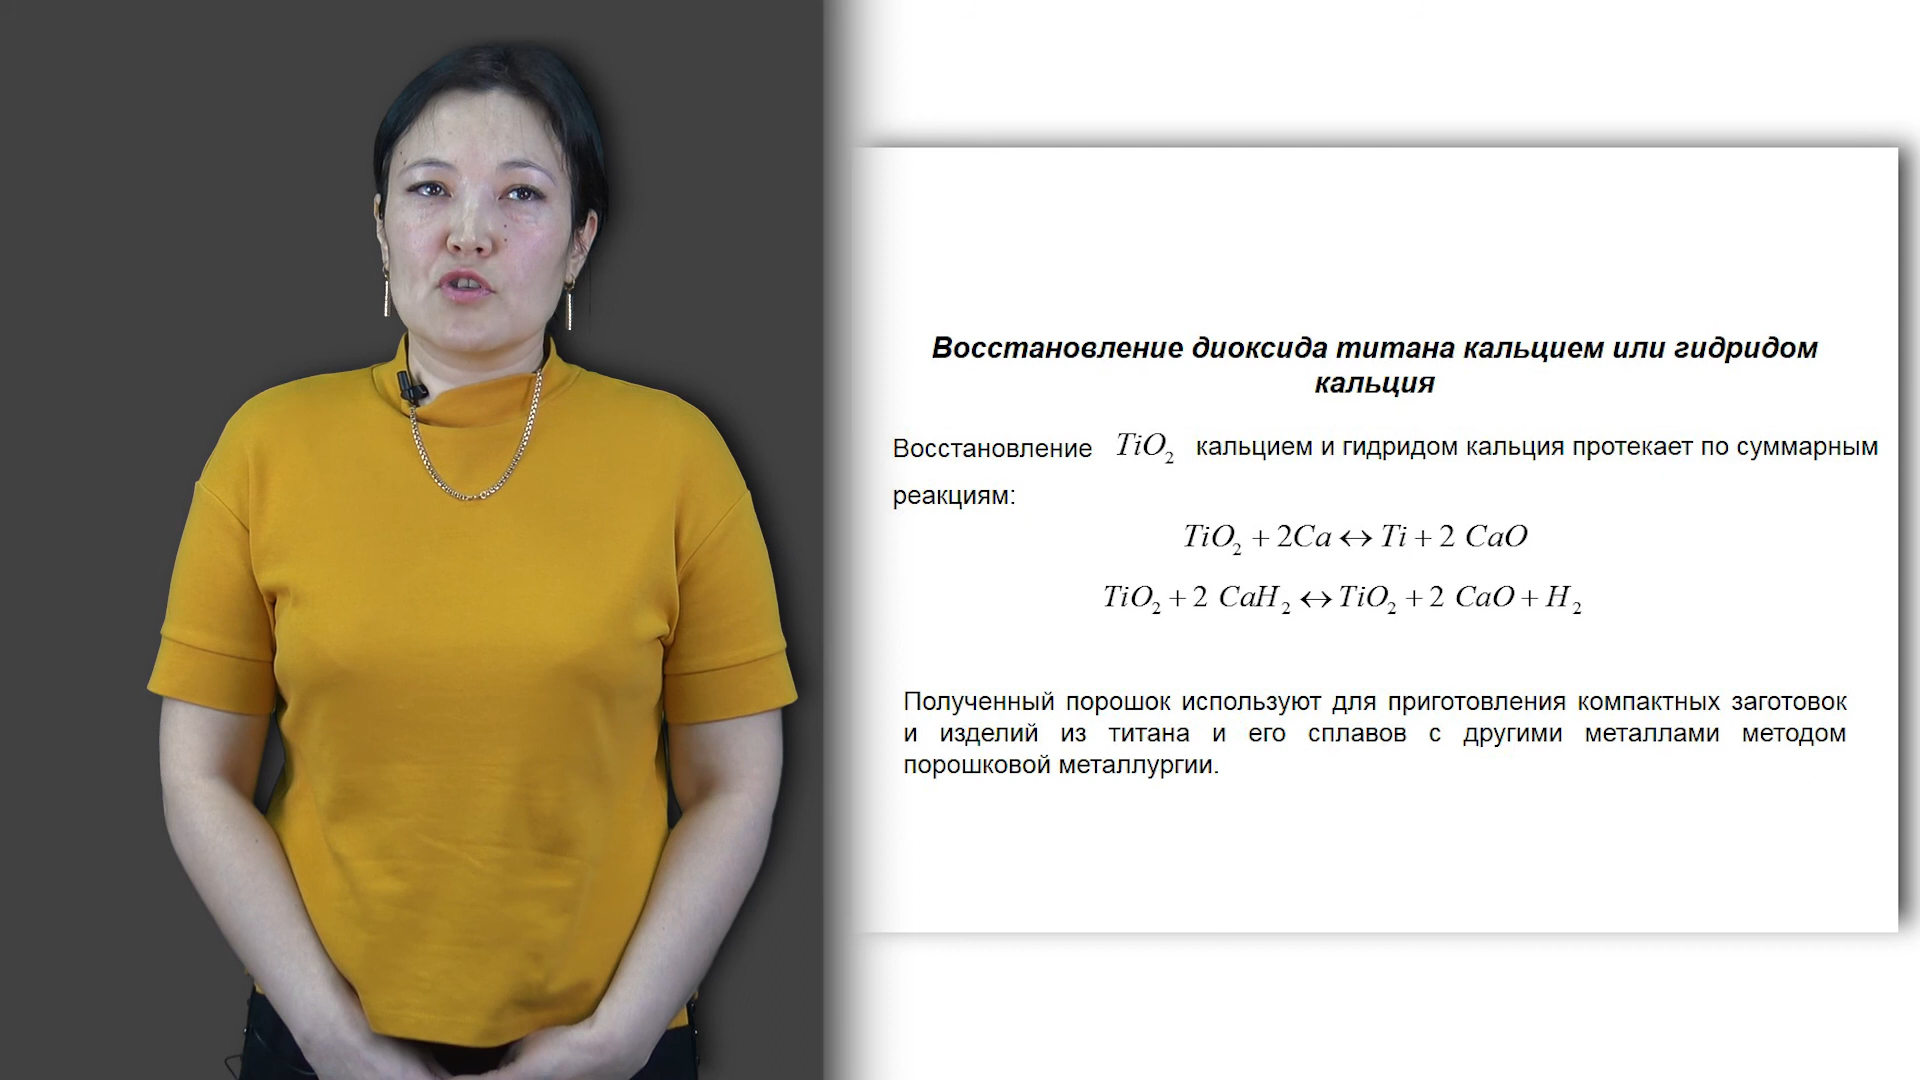 Восстановление диоксида титана кальцием или гидридом
кальция
Восстановление TiO₂ кальцием и гидридом кальция протекает по суммарным
реакциям:
TiO₂ + 2Ca ↔ Ti + 2 CaO
TiO₂ + 2 CaH₂ ↔ TiO₂ + 2 CaO + H₂
Полученный порошок используют для приготовления компактных заготовок
и изделий из титана и его сплавов с другими металлами методом
порошковой металлургии.